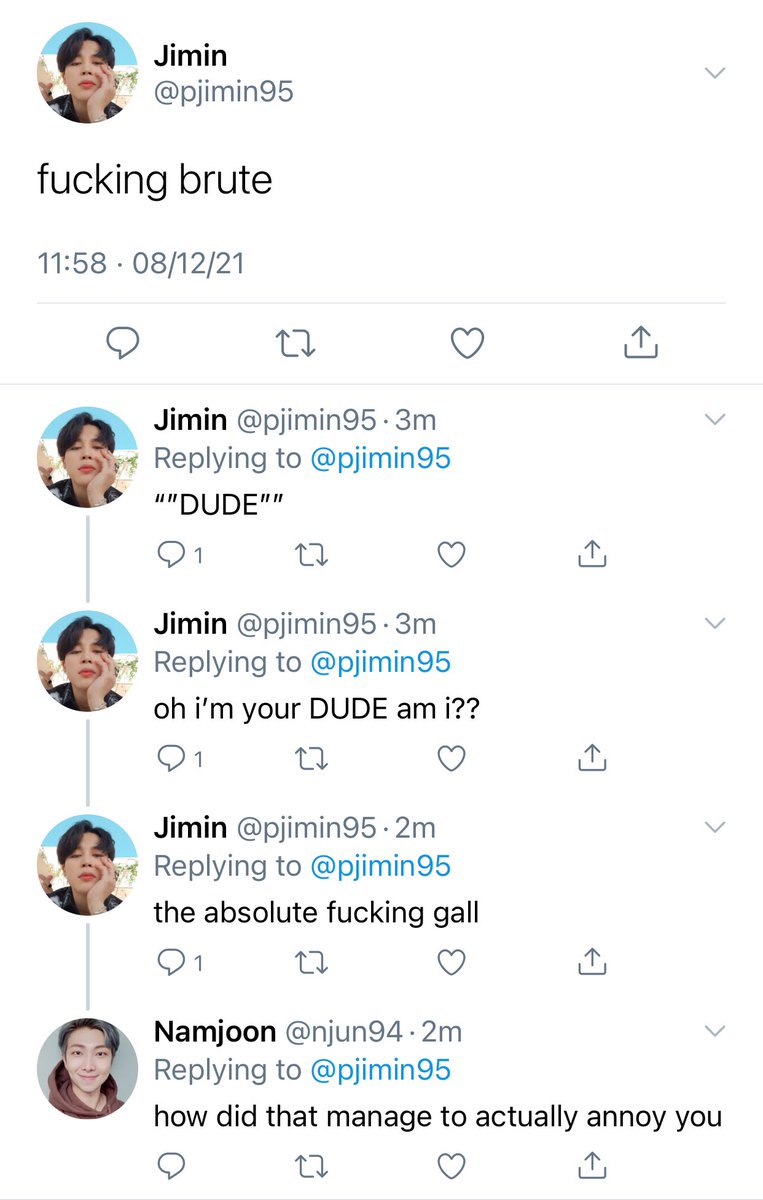 Jimin
@pjimin95
fucking brute
11:58 · 08/12/21
Jimin @pjimin95 · 3m
Replying to @pjimin95
“”DUDE””
1
Jimin @pjimin95 · 3m
Replying to @pjimin95
oh i’m your DUDE am i??
1
Jimin @pjimin95 · 2m
Replying to @pjimin95
the absolute fucking gall
1
Namjoon @njun94 · 2m
Replying to @pjimin95
how did that manage to actually annoy you